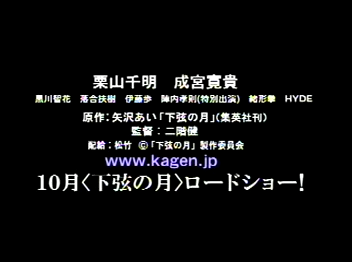 栗山千明　成宮寛貴
黒川智花　落合扶樹　伊藤歩　陣内孝則(特別出演)　緒形拳　HYDE
原作：矢沢あい「下弦の月」(集英社刊)
監督：二階健
配給：松竹　©「下弦の月」製作委員会
www.kagen.jp
10月〈下弦の月〉ロードショー!